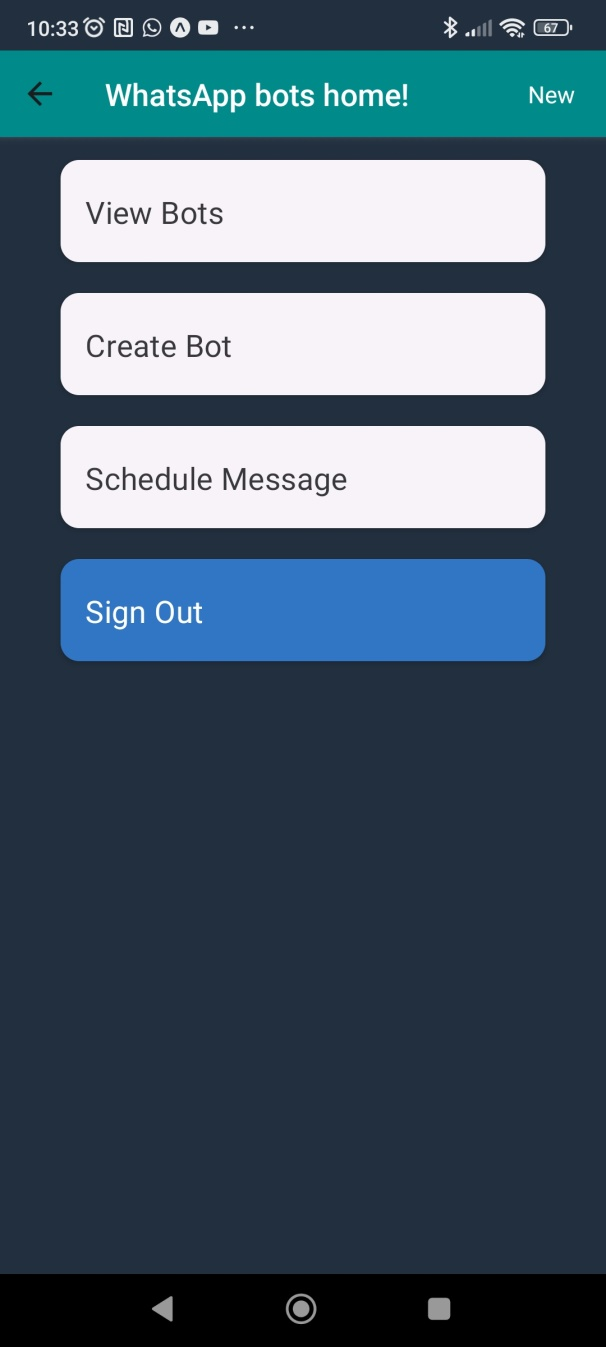 10:33
67
WhatsApp bots home!
New
View Bots
Create Bot
Schedule Message
Sign Out